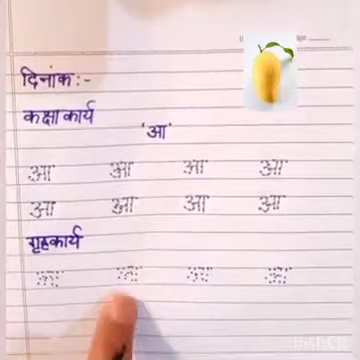 दिनांक:-
कक्षा कार्य
'आ'
आ आ आ आ
आ आ आ आ
गृहकार्य